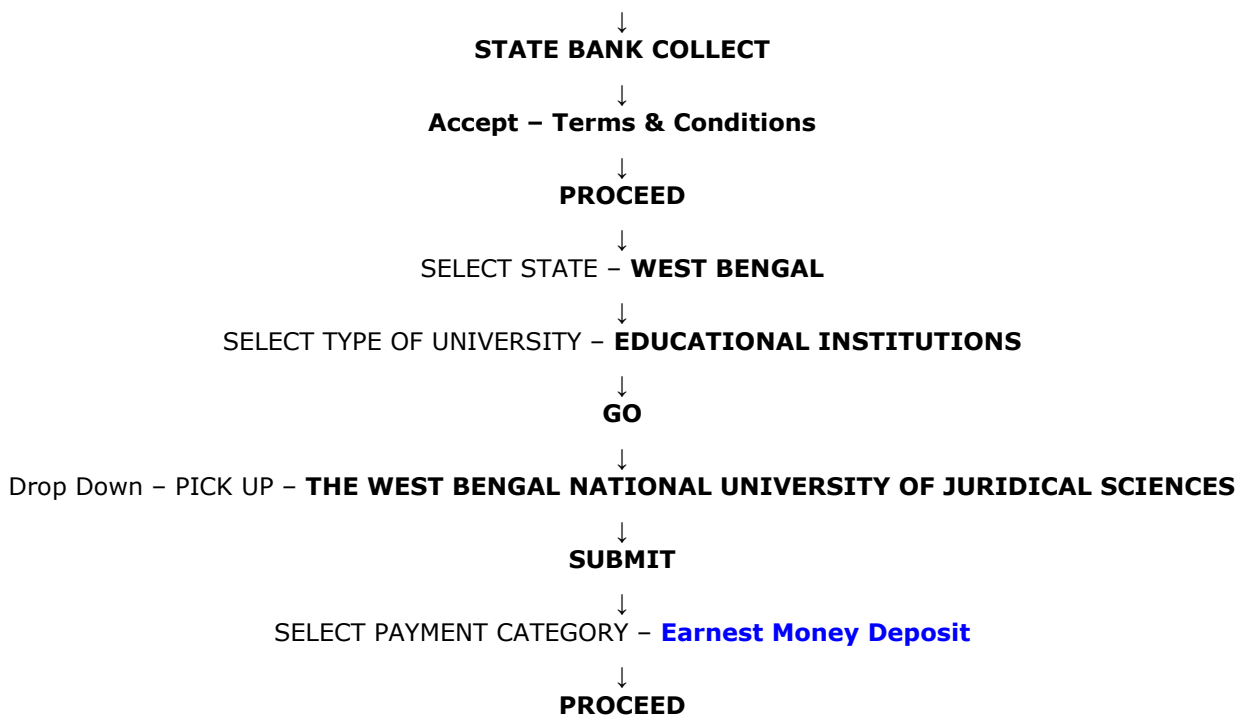 ↓
STATE BANK COLLECT
↓
Accept – Terms & Conditions
↓
PROCEED
↓
SELECT STATE – WEST BENGAL
↓
SELECT TYPE OF UNIVERSITY – EDUCATIONAL INSTITUTIONS
↓
GO
↓
Drop Down – PICK UP – THE WEST BENGAL NATIONAL UNIVERSITY OF JURIDICAL SCIENCES
↓
SUBMIT
↓
SELECT PAYMENT CATEGORY – Earnest Money Deposit
↓
PROCEED